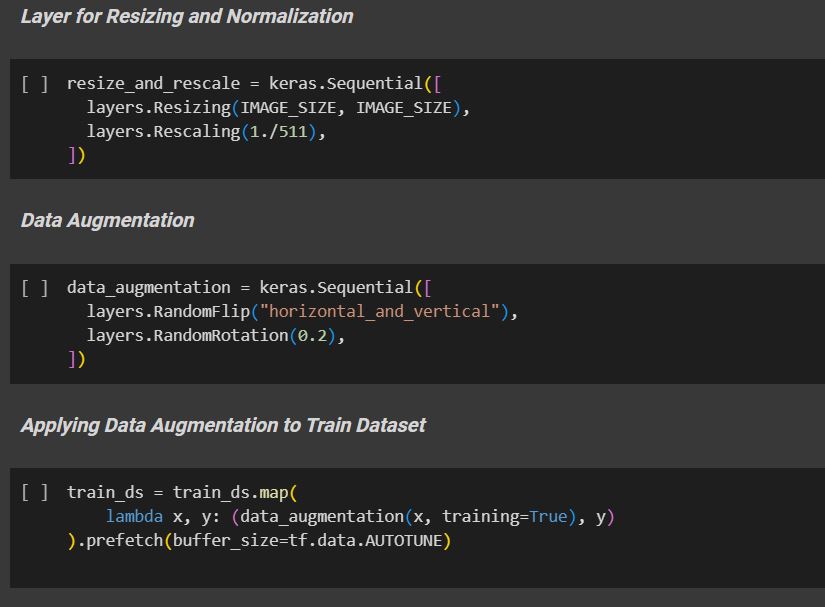 Layer for Resizing and Normalization
[ ] resize_and_rescale = keras.Sequential([
layers.Resizing(IMAGE_SIZE, IMAGE_SIZE),
layers.Rescaling(1./511),
])
Data Augmentation
[ ] data_augmentation = keras.Sequential([
layers.RandomFlip("horizontal_and_vertical"),
layers.RandomRotation(0.2),
])
Applying Data Augmentation to Train Dataset
[ ] train_ds = train_ds.map(
lambda x, y: (data_augmentation(x, training=True), y)
).prefetch(buffer_size=tf.data.AUTOTUNE)